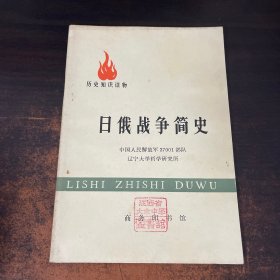 历史知识读物
日俄战争简史
中国人民解放军37001部队
辽宁大学哲学研究所
LISHI ZHISHI DUWU
商务印书馆